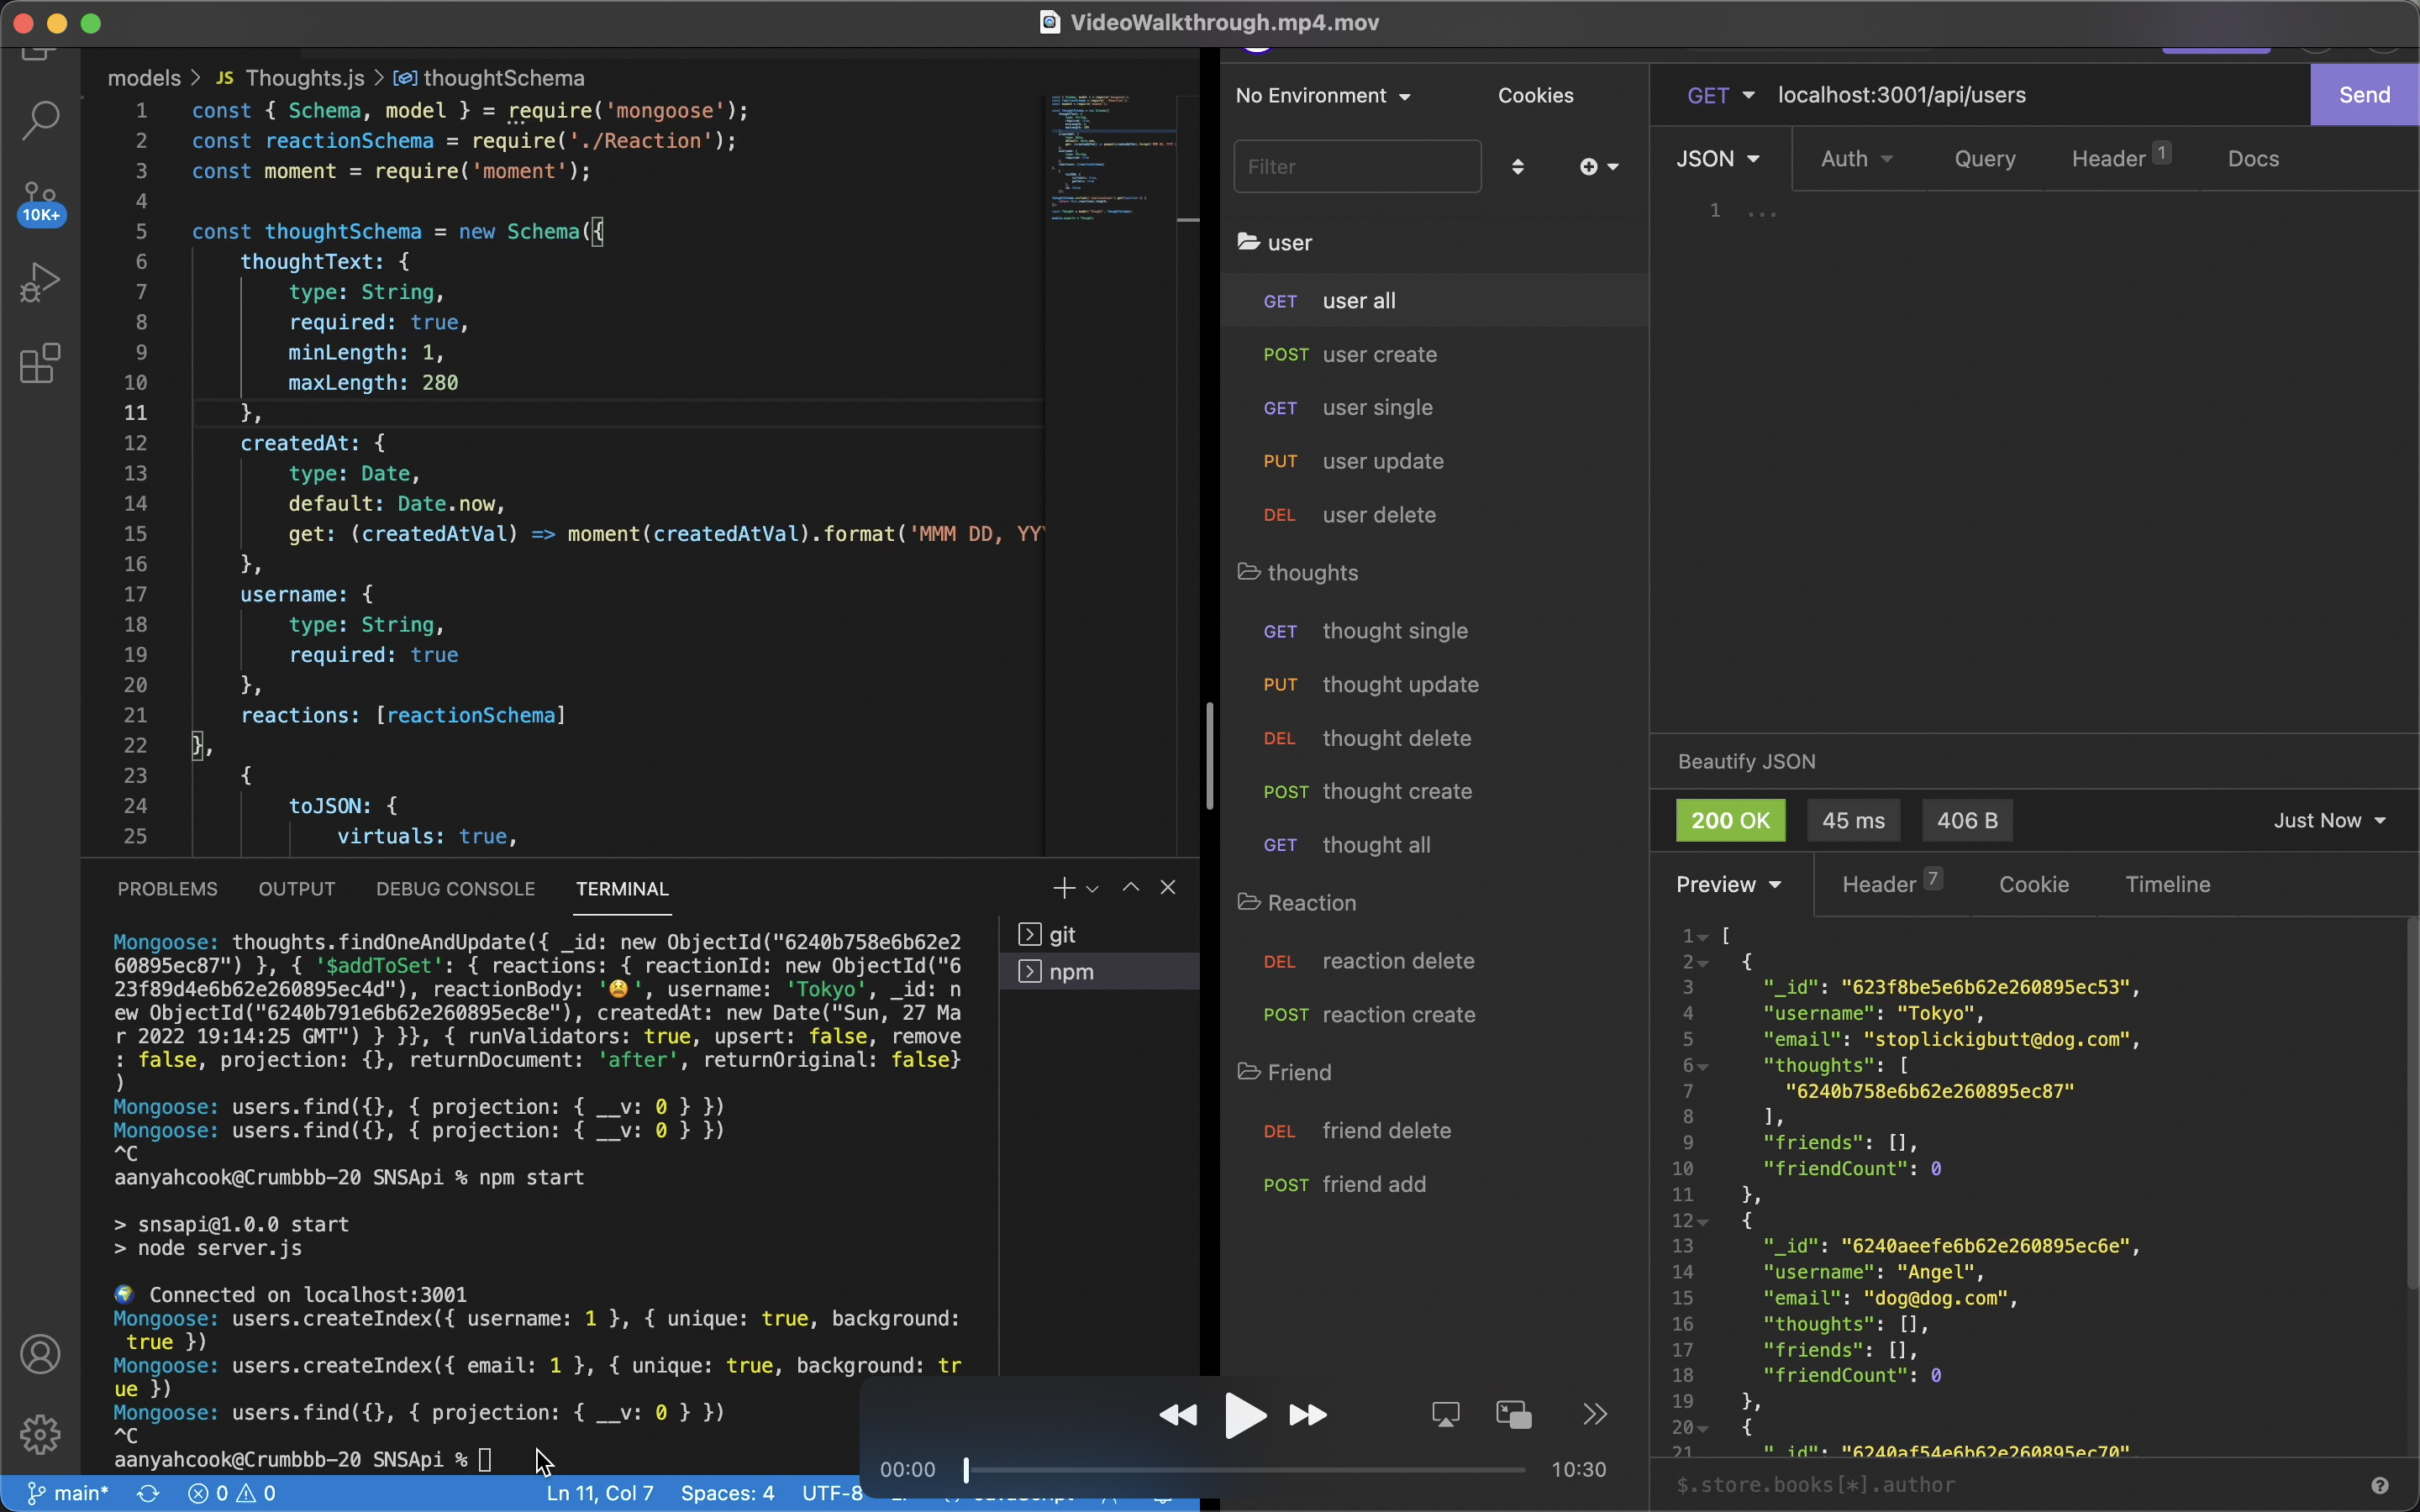 VideoWalkthrough.mp4.mov
models > JS Thoughts.js > thoughtSchema
1 const { Schema, model } = require('mongoose');
2 const reactionSchema = require('./Reaction');
3 const moment = require('moment');
4
5 const thoughtSchema = new Schema({
6 thoughtText: {
7 type: String,
8 required: true,
9 minLength: 1,
10 maxLength: 280
11 },
12 createdAt: {
13 type: Date,
14 default: Date.now,
15 get: (createdAtVal) => moment(createdAtVal).format('MMM DD, YY
16 },
17 username: {
18 type: String,
19 required: true
20 },
21 reactions: [reactionSchema]
22 },
23 {
24 toJSON: {
25 virtuals: true,
10K+
PROBLEMS OUTPUT DEBUG CONSOLE TERMINAL
Mongoose: thoughts.findOneAndUpdate({ _id: new ObjectId("6240b758e6b62e2
60895ec87") }, { '$addToSet': { reactions: { reactionId: new ObjectId("6
23f89d4e6b62e260895ec4d"), reactionBody: '😫', username: 'Tokyo', _id: n
ew ObjectId("6240b791e6b62e260895ec8e"), createdAt: new Date("Sun, 27 Ma
r 2022 19:14:25 GMT") } }}, { runValidators: true, upsert: false, remove
: false, projection: {}, returnDocument: 'after', returnOriginal: false}
)
Mongoose: users.find({}, { projection: { __v: 0 } })
Mongoose: users.find({}, { projection: { __v: 0 } })
^C
aanyahcook@Crumbbb-20 SNSApi % npm start
> snsapi@1.0.0 start
> node server.js
🌍 Connected on localhost:3001
Mongoose: users.createIndex({ username: 1 }, { unique: true, background:
true })
Mongoose: users.createIndex({ email: 1 }, { unique: true, background: tr
ue })
Mongoose: users.find({}, { projection: { __v: 0 } })
^C
aanyahcook@Crumbbb-20 SNSApi %
git
npm
main* 0 0 Ln 11, Col 7 Spaces: 4 UTF-8
00:00 10:30
No Environment Cookies
Filter
user
GET user all
POST user create
GET user single
PUT user update
DEL user delete
thoughts
GET thought single
PUT thought update
DEL thought delete
POST thought create
GET thought all
Reaction
DEL reaction delete
POST reaction create
Friend
DEL friend delete
POST friend add
GET localhost:3001/api/users Send
JSON Auth Query Header 1 Docs
1 ...
Beautify JSON
200 OK 45 ms 406 B Just Now
Preview Header 7 Cookie Timeline
1 [
2 {
3 "_id": "623f8be5e6b62e260895ec53",
4 "username": "Tokyo",
5 "email": "stoplickigbutt@dog.com",
6 "thoughts": [
7 "6240b758e6b62e260895ec87"
8 ],
9 "friends": [],
10 "friendCount": 0
11 },
12 {
13 "_id": "6240aeefe6b62e260895ec6e",
14 "username": "Angel",
15 "email": "dog@dog.com",
16 "thoughts": [],
17 "friends": [],
18 "friendCount": 0
19 },
20 {
21 "_id": "6240af54e6b62e260895ec70"
$.store.books[*].author